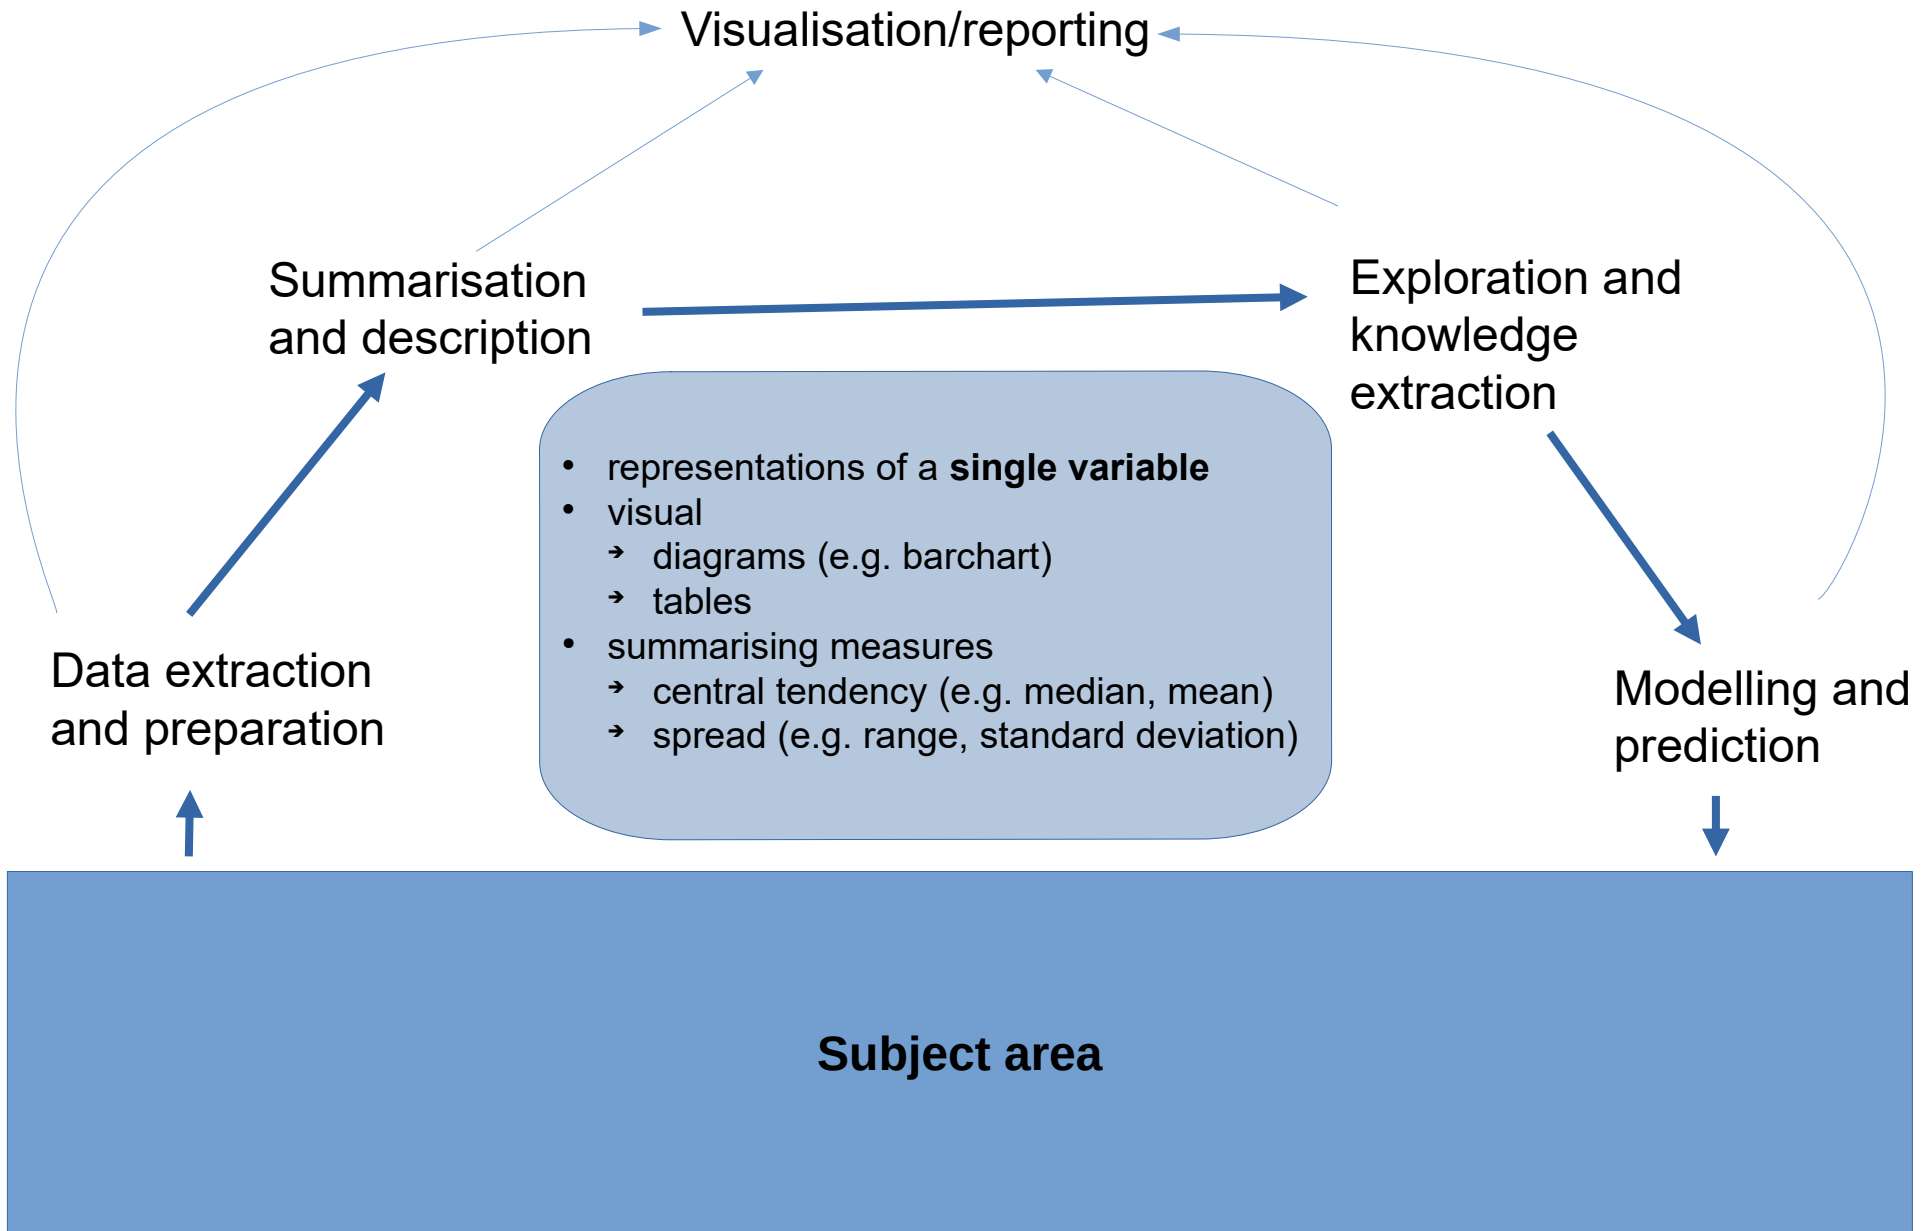 Visualisation/reporting
Summarisation
and description
Exploration and
knowledge
extraction
• representations of a single variable
• visual
➔ diagrams (e.g. barchart)
➔ tables
• summarising measures
➔ central tendency (e.g. median, mean)
➔ spread (e.g. range, standard deviation)
Data extraction
and preparation
Modelling and
prediction
Subject area